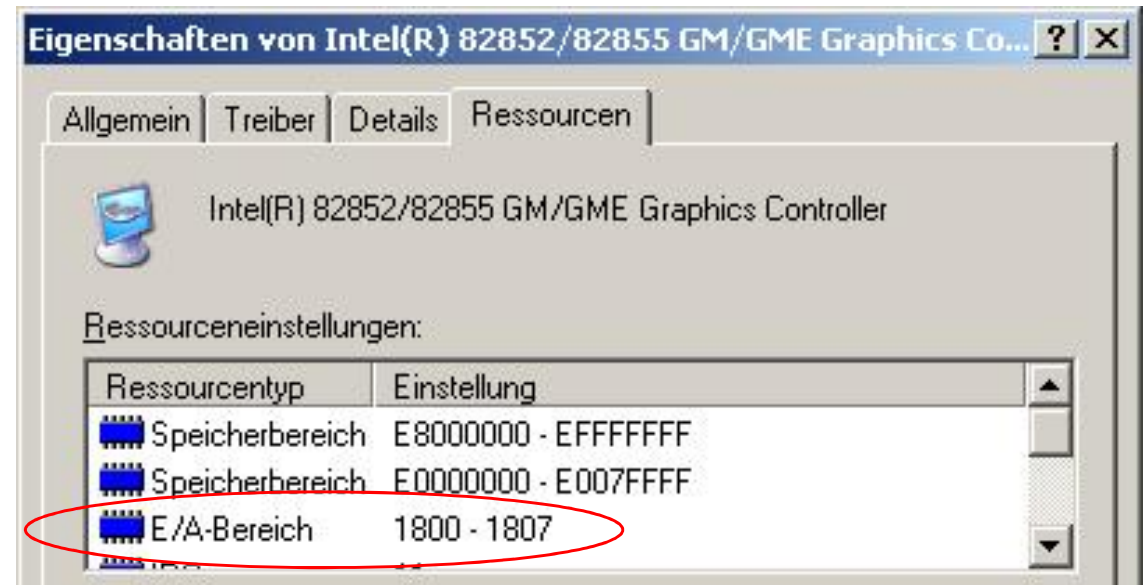 Eigenschaften von Intel(R) 82852/82855 GM/GME Graphics Co... ? X
Allgemein Treiber Details Ressourcen
Intel(R) 82852/82855 GM/GME Graphics Controller
Ressourceneinstellungen:
Ressourcentyp Einstellung
Speicherbereich E8000000 - EFFFFFFF
Speicherbereich E0000000 - E007FFFF
E/A-Bereich 1800 - 1807